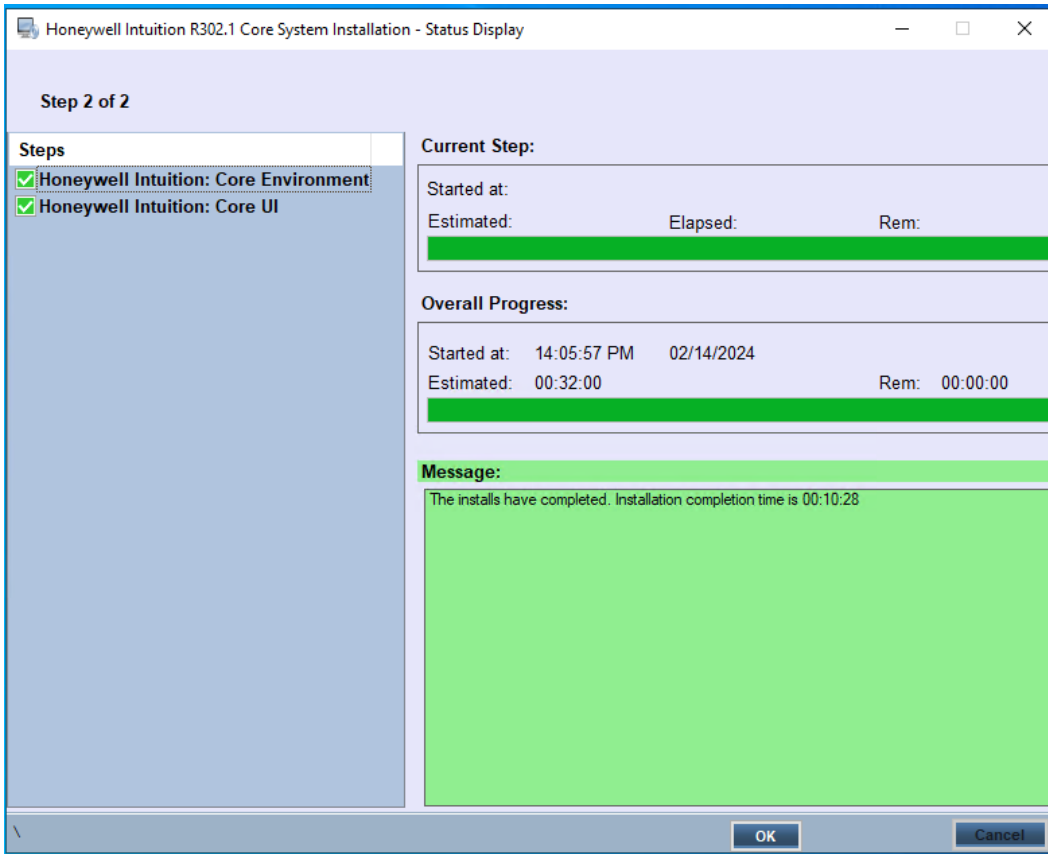 Honeywell Intuition R302.1 Core System Installation - Status Display
Step 2 of 2
Steps
Honeywell Intuition: Core Environment
Honeywell Intuition: Core UI
Current Step:
Started at:
Estimated: Elapsed: Rem:
Overall Progress:
Started at: 14:05:57 PM 02/14/2024
Estimated: 00:32:00 Rem: 00:00:00
Message:
The installs have completed. Installation completion time is 00:10:28
\
OK Cancel